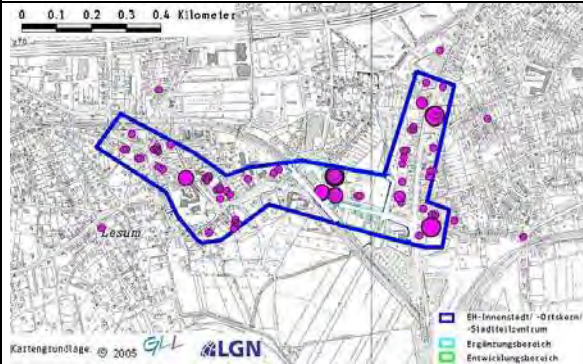 0 0.1 0.2 0.3 0.4 Kilometer
Lesum
EH-Innenstadt/ -Ortskern/
-Stadtteilzentrum
Ergänzungsbereich
Entwicklungsbereich
Kartengrundlage: © 2005 GLL LGN